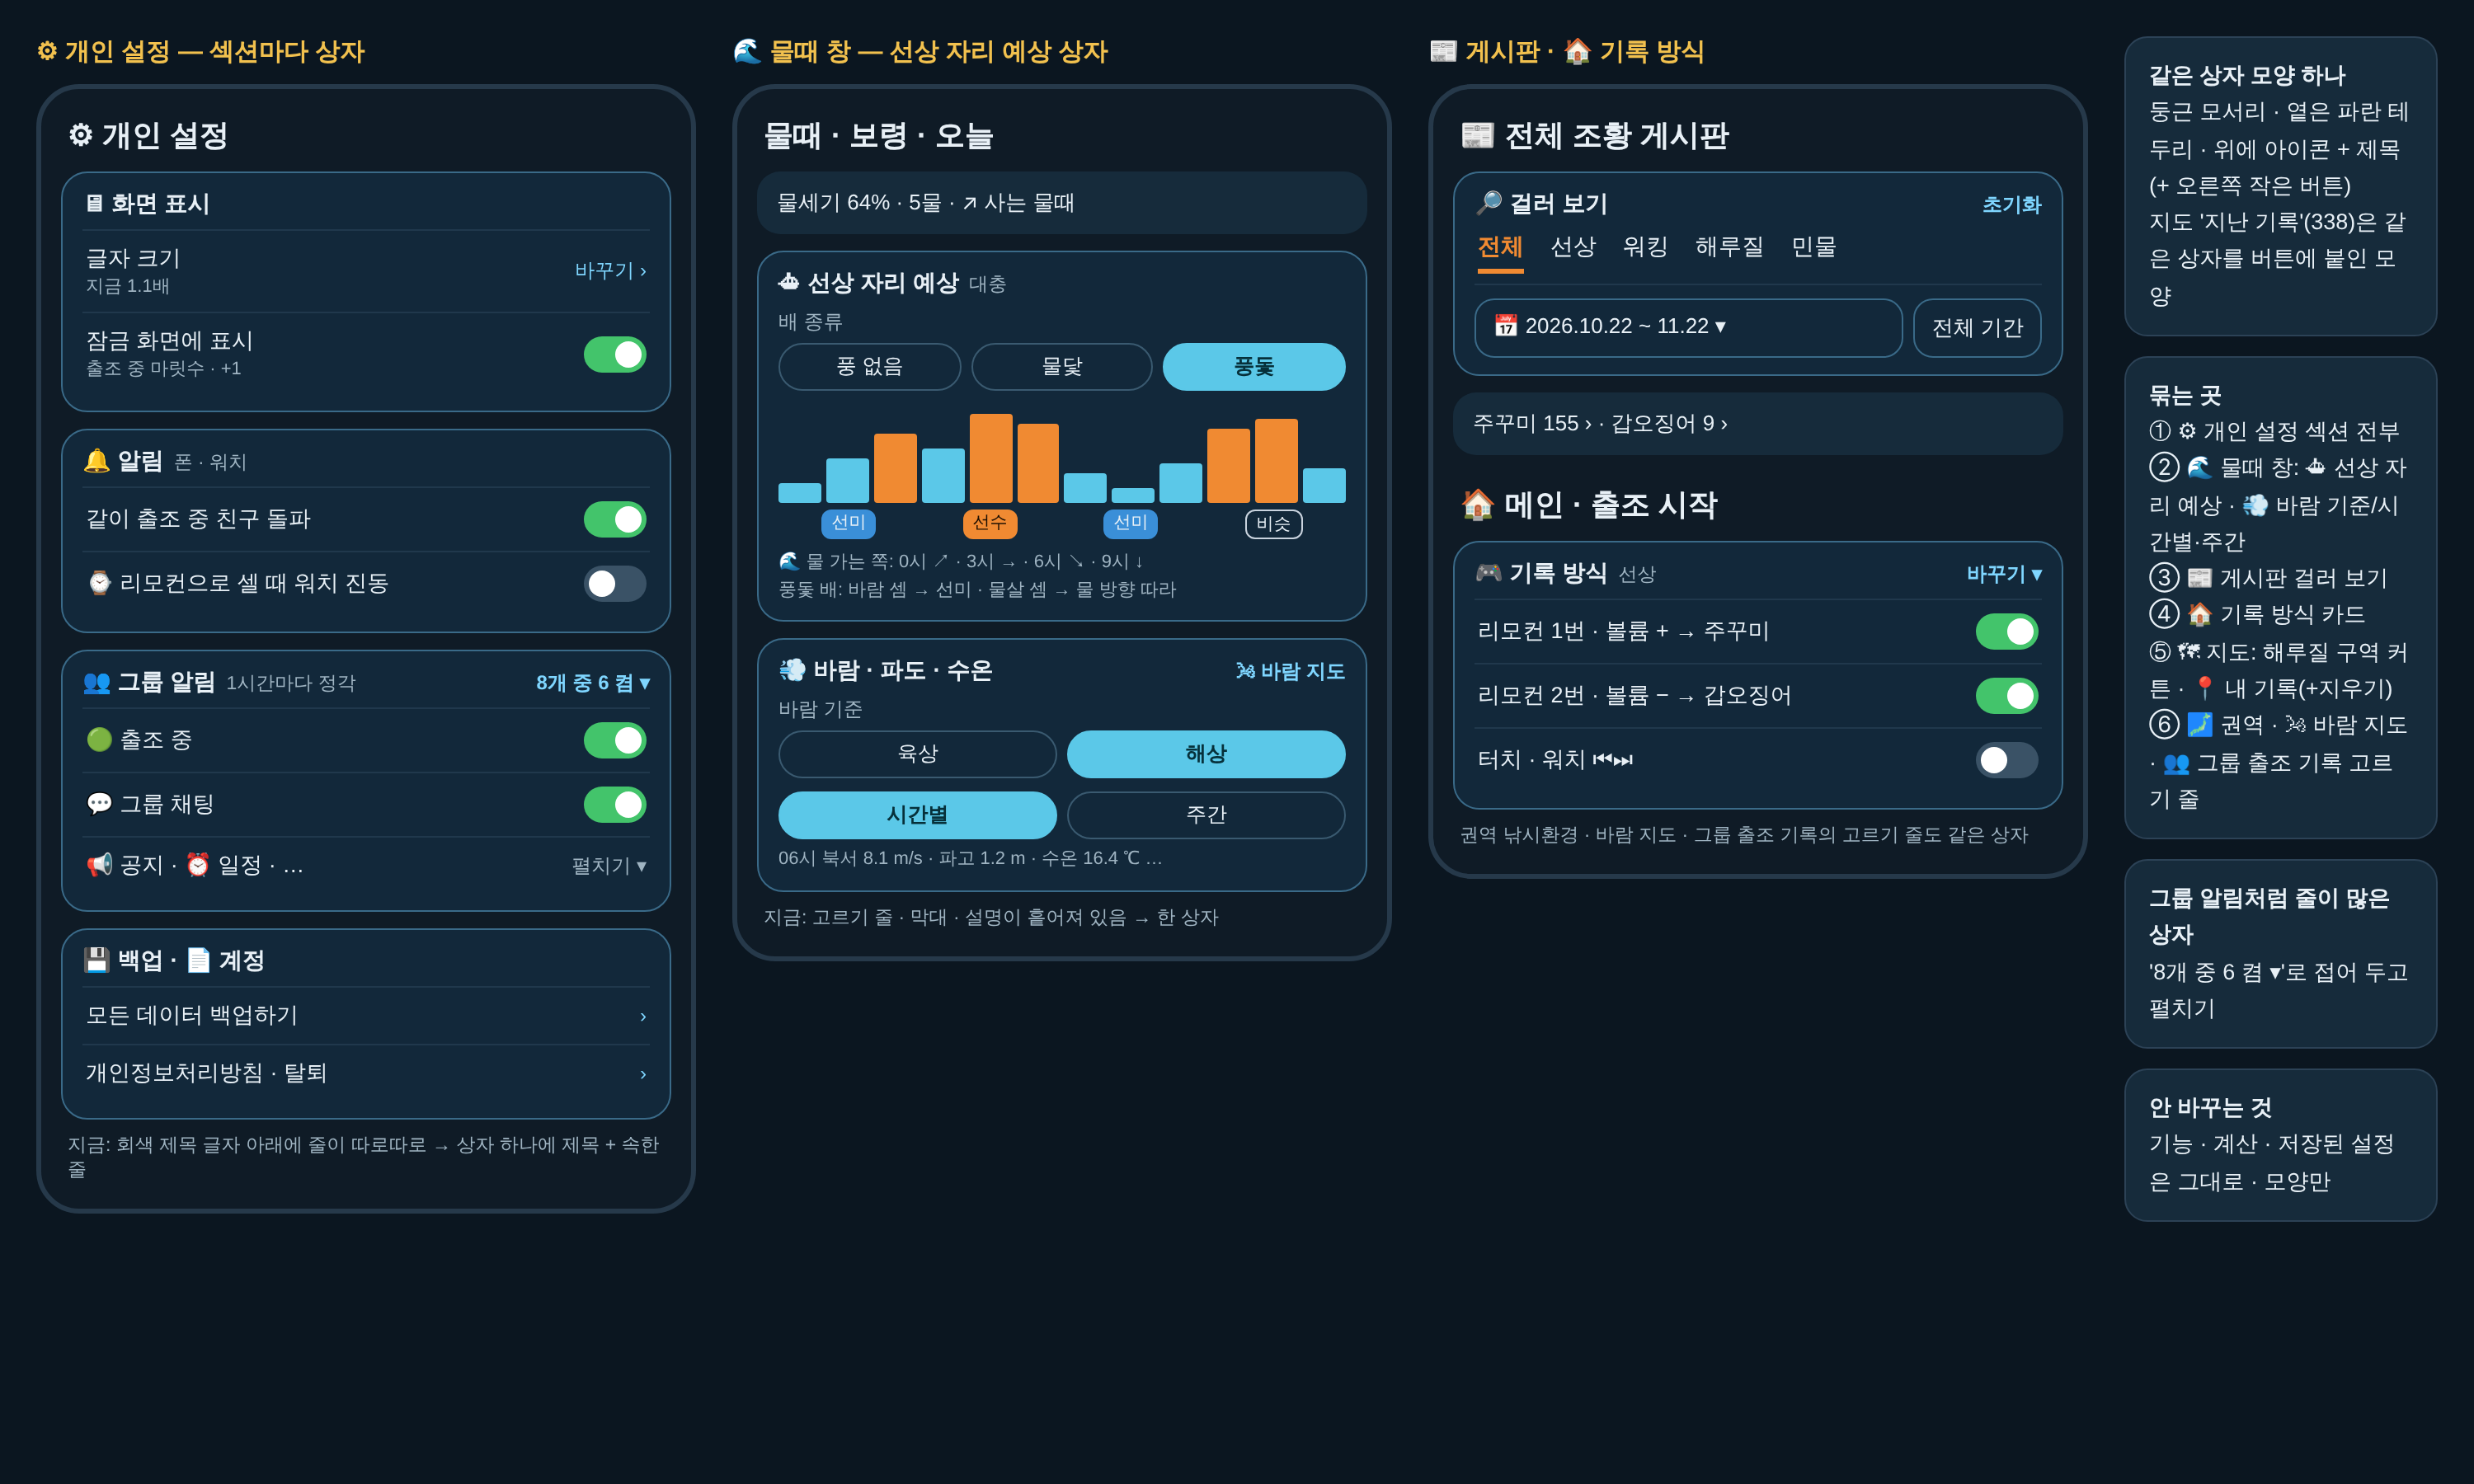 ⚙ 개인 설정 — 섹션마다 상자
⚙ 개인 설정
🖥 화면 표시
글자 크기
지금 1.1배
바꾸기 ›
잠금 화면에 표시
출조 중 마릿수 · +1
🔔 알림 폰 · 워치
같이 출조 중 친구 돌파
⌚ 리모컨으로 셀 때 워치 진동
👥 그룹 알림 1시간마다 정각 8개 중 6 켬 ▾
🟢 출조 중
💬 그룹 채팅
📢 공지 · ⏰ 일정 · … 펼치기 ▾
💾 백업 · 📄 계정
모든 데이터 백업하기 ›
개인정보처리방침 · 탈퇴 ›
지금: 회색 제목 글자 아래에 줄이 따로따로 → 상자 하나에 제목 + 속한
줄
🌊 물때 창 — 선상 자리 예상 상자
물때 · 보령 · 오늘
물세기 64% · 5물 · ↗ 사는 물때
⛴ 선상 자리 예상 대충
배 종류
풍 없음 물닻 풍돛
선미 선수 선미 비슷
🌊 물 가는 쪽: 0시 ↗ · 3시 → · 6시 ↘ · 9시 ↓
풍돛 배: 바람 셈 → 선미 · 물살 셈 → 물 방향 따라
💨 바람 · 파도 · 수온 🌬 바람 지도
바람 기준
육상 해상
시간별 주간
06시 북서 8.1 m/s · 파고 1.2 m · 수온 16.4 ℃ …
지금: 고르기 줄 · 막대 · 설명이 흩어져 있음 → 한 상자
📰 게시판 · 🏠 기록 방식
📰 전체 조황 게시판
🔎 걸러 보기 초기화
전체 선상 워킹 해루질 민물
📅 2026.10.22 ~ 11.22 ▾ 전체 기간
주꾸미 155 › · 갑오징어 9 ›
🏠 메인 · 출조 시작
🎮 기록 방식 선상 바꾸기 ▾
리모컨 1번 · 볼륨 + → 주꾸미
리모컨 2번 · 볼륨 − → 갑오징어
터치 · 워치 ⏮⏭
권역 낚시환경 · 바람 지도 · 그룹 출조 기록의 고르기 줄도 같은 상자
같은 상자 모양 하나
둥근 모서리 · 옅은 파란 테
두리 · 위에 아이콘 + 제목
(+ 오른쪽 작은 버튼)
지도 '지난 기록'(338)은 같
은 상자를 버튼에 붙인 모
양
묶는 곳
① ⚙ 개인 설정 섹션 전부
② 🌊 물때 창: ⛴ 선상 자
리 예상 · 💨 바람 기준/시
간별·주간
③ 📰 게시판 걸러 보기
④ 🏠 기록 방식 카드
⑤ 🗺 지도: 해루질 구역 커
튼 · 📍 내 기록(+지우기)
⑥ 🗾 권역 · 🌬 바람 지도
· 👥 그룹 출조 기록 고르
기 줄
그룹 알림처럼 줄이 많은
상자
'8개 중 6 켬 ▾'로 접어 두고
펼치기
안 바꾸는 것
기능 · 계산 · 저장된 설정
은 그대로 · 모양만